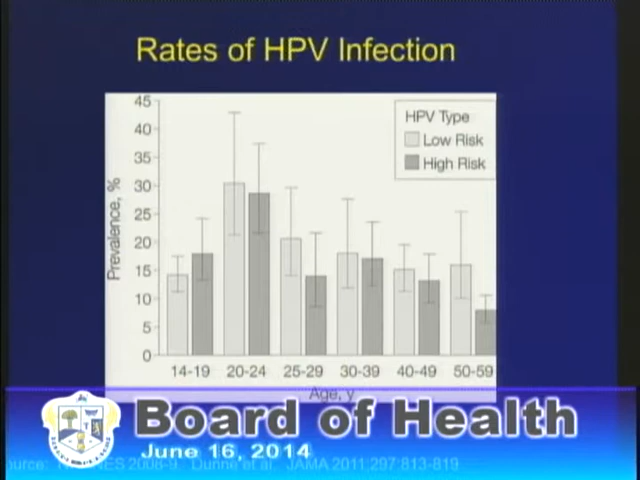 Rates of HPV Infection
45
40
35
30
25
20
15
10
5
0
Prevalence, %
HPV Type
Low Risk
High Risk
14-19 20-24 25-29 30-39 40-49 50-59
Age, y
Board of Health
June 16, 2014
2008-9. Dunne et al. JAMA 2011;297:813-819